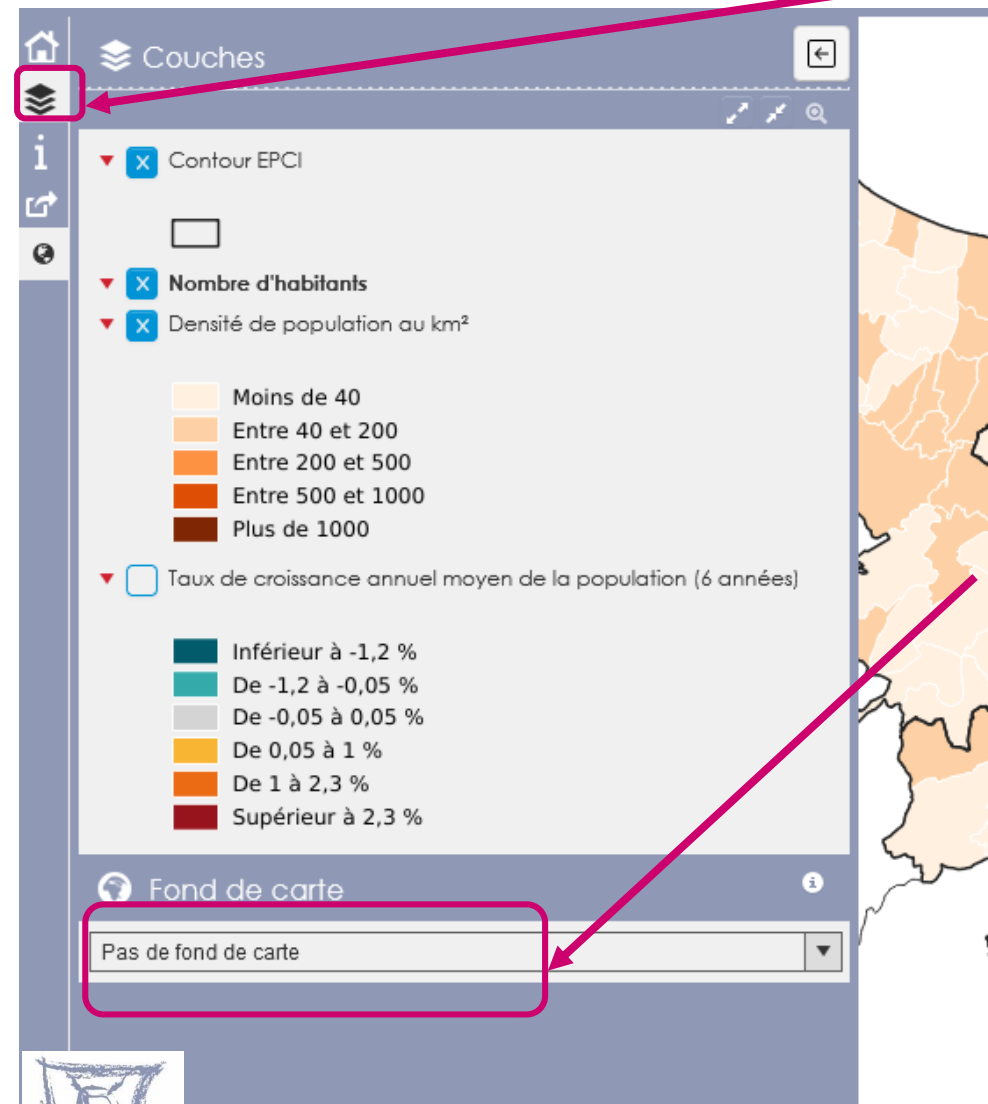 Couches
Contour EPCI
Nombre d'habitants
Densité de population au km²
Moins de 40
Entre 40 et 200
Entre 200 et 500
Entre 500 et 1000
Plus de 1000
Taux de croissance annuel moyen de la population (6 années)
Inférieur à -1,2 %
De -1,2 à -0,05 %
De -0,05 à 0,05 %
De 0,05 à 1 %
De 1 à 2,3 %
Supérieur à 2,3 %
Fond de carte
Pas de fond de carte